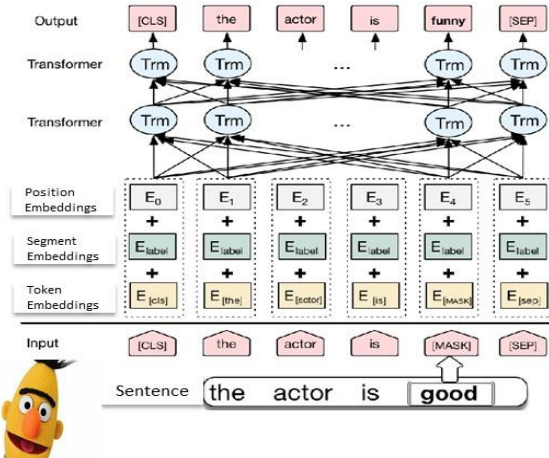 Output [CLS] the actor is funny [SEP]
Transformer Trm Trm ... Trm Trm
Transformer Trm Trm ... Trm Trm
Position Embeddings E0 E1 E2 E3 E4 E5
+ + + + + +
Segment Embeddings Elabel Elabel Elabel Elabel Elabel Elabel
+ + + + + +
Token Embeddings E[cls] E[the] E[actor] E[is] E[MASK] E[sep]
Input [CLS] the actor is [MASK] [SEP]
Sentence the actor is good